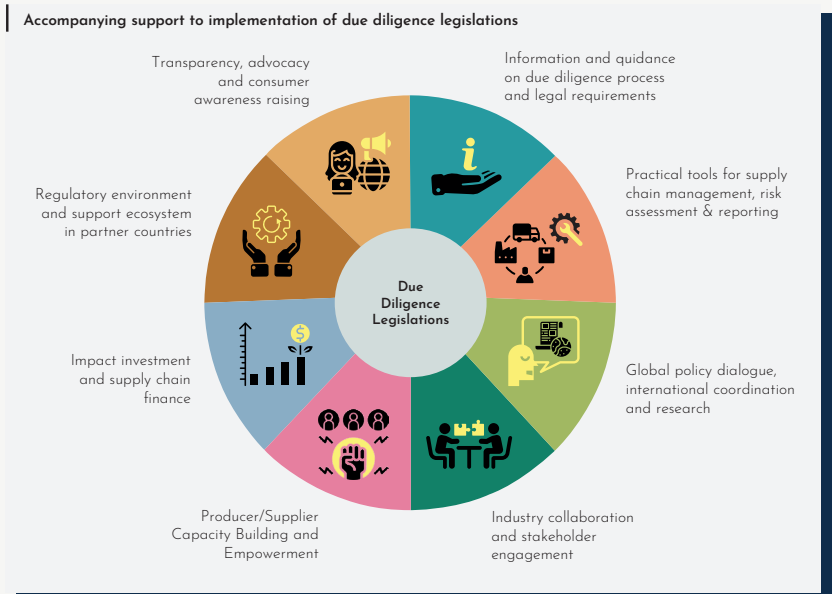 Accompanying support to implementation of due diligence legislations
Information and quidance
on due diligence process
and legal requirements
Practical tools for supply
chain management, risk
assessment & reporting
Global policy dialogue,
international coordination
and research
Industry collaboration
and stakeholder
engagement
Producer/Supplier
Capacity Building and
Empowerment
Impact investment
and supply chain
finance
Regulatory environment
and support ecosystem
in partner countries
Transparency, advocacy
and consumer
awareness raising
Due
Diligence
Legislations
i
$